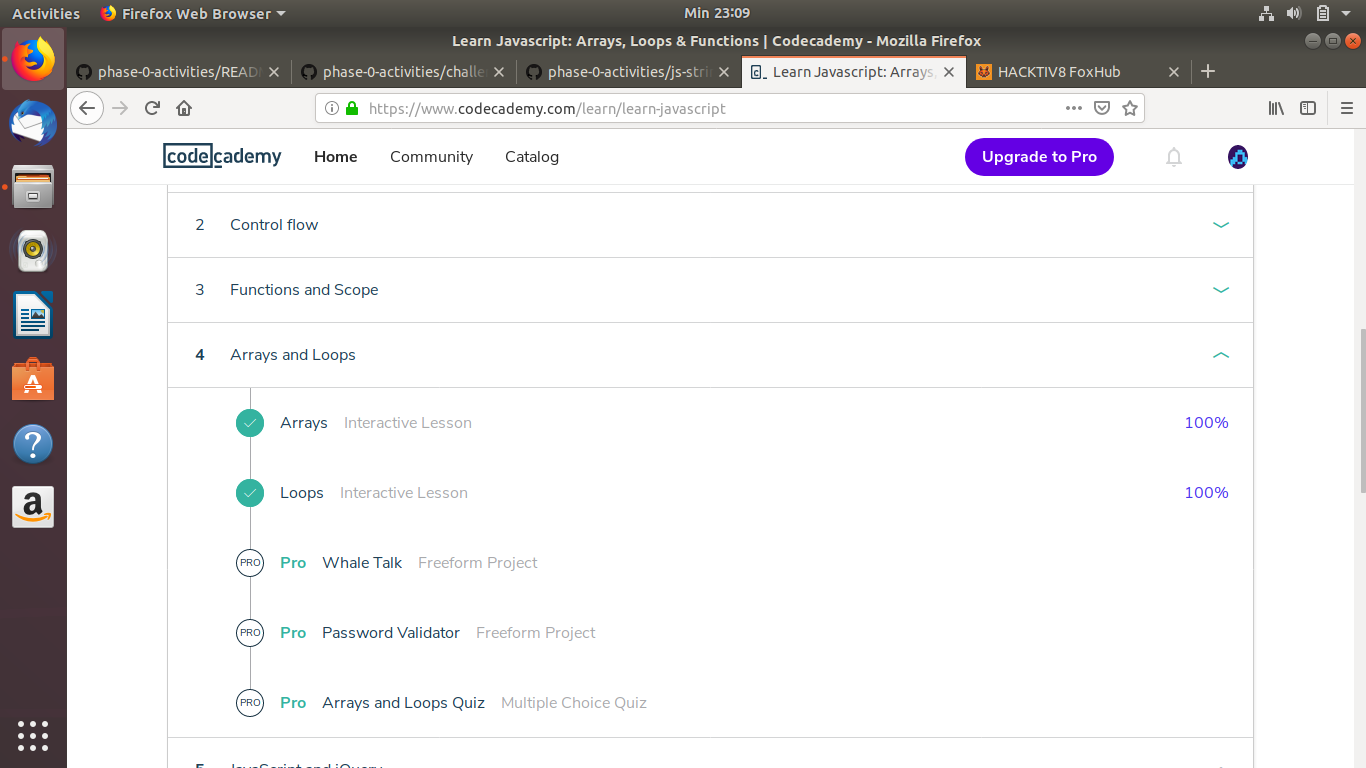 Activities Firefox Web Browser Min 23:09
Learn Javascript: Arrays, Loops & Functions | Codecademy - Mozilla Firefox
phase-0-activities/READ phase-0-activities/challe phase-0-activities/js-stri Learn Javascript: Arrays, HACKTIV8 FoxHub
https://www.codecademy.com/learn/learn-javascript
codecademy Home Community Catalog Upgrade to Pro
2 Control flow
3 Functions and Scope
4 Arrays and Loops
Arrays Interactive Lesson 100%
Loops Interactive Lesson 100%
PRO Pro Whale Talk Freeform Project
PRO Pro Password Validator Freeform Project
PRO Pro Arrays and Loops Quiz Multiple Choice Quiz
5 JavaScript and jQuery